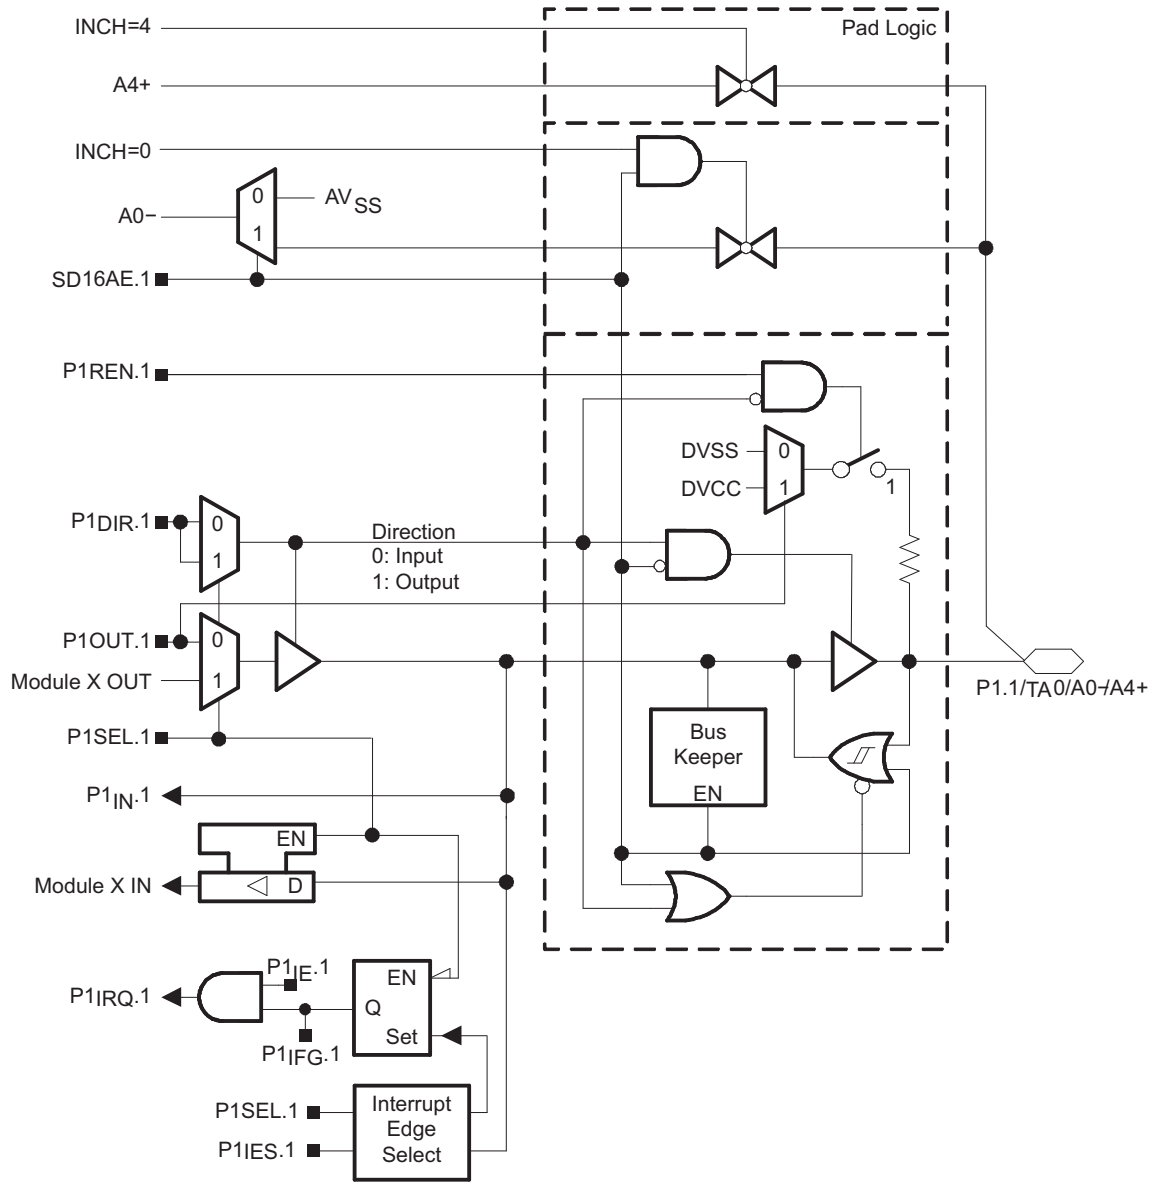 INCH=4
Pad Logic
A4+
INCH=0
0
AVSS
A0−
1
SD16AE.1
P1REN.1
DVSS
0
DVCC
1
1
P1DIR.1
0
1
Direction
0: Input
1: Output
P1OUT.1
0
Module X OUT
1
P1.1/TA0/A0−/A4+
P1SEL.1
Bus
Keeper
EN
P1IN.1
EN
Module X IN
D
P1IE.1
P1IRQ.1
EN
Q
Set
P1IFG.1
P1SEL.1
P1IES.1
Interrupt
Edge
Select